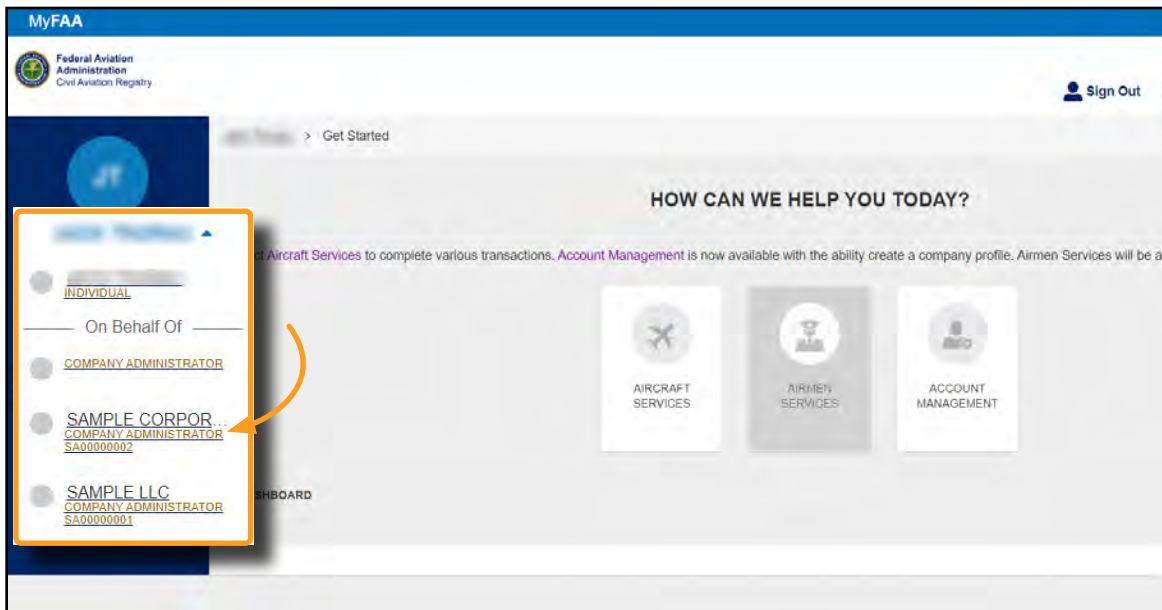 MyFAA
Federal Aviation
Administration
Civil Aviation Registry
Sign Out
> Get Started
HOW CAN WE HELP YOU TODAY?
Aircraft Services to complete various transactions. Account Management is now available with the ability create a company profile. Airmen Services will be a
INDIVIDUAL
On Behalf Of
COMPANY ADMINISTRATOR
SAMPLE CORPOR...
COMPANY ADMINISTRATOR
SA00000002
SAMPLE LLC
COMPANY ADMINISTRATOR
SA00000001
AIRCRAFT
SERVICES
AIRMEN
SERVICES
ACCOUNT
MANAGEMENT
SHBOARD